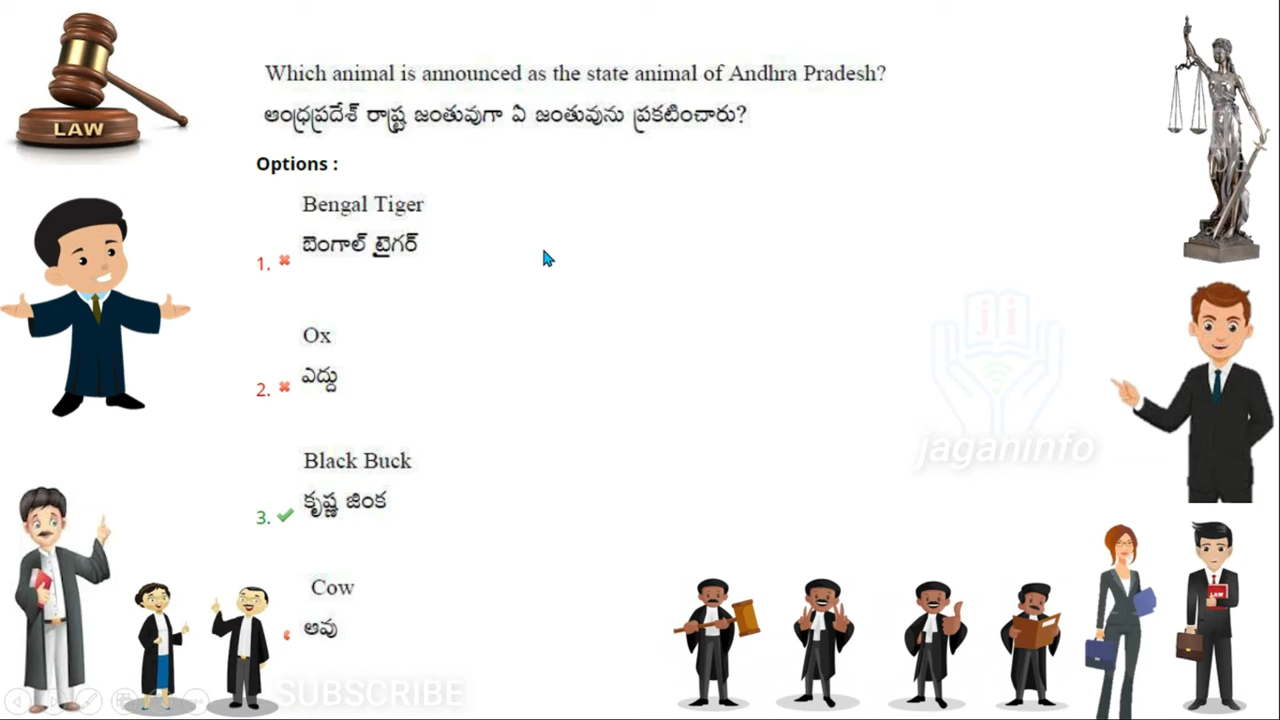 LAW
Which animal is announced as the state animal of Andhra Pradesh?
ఆంధ్రప్రదేశ్ రాష్ట్ర జంతువుగా ఏ జంతువును ప్రకటించారు?
Options :
Bengal Tiger
బెంగాల్ టైగర్
1.
Ox
ఎద్దు
2.
Black Buck
కృష్ణ జింక
3.
Cow
ఆవు
ji
jaganinfo
LAW
SUBSCRIBE